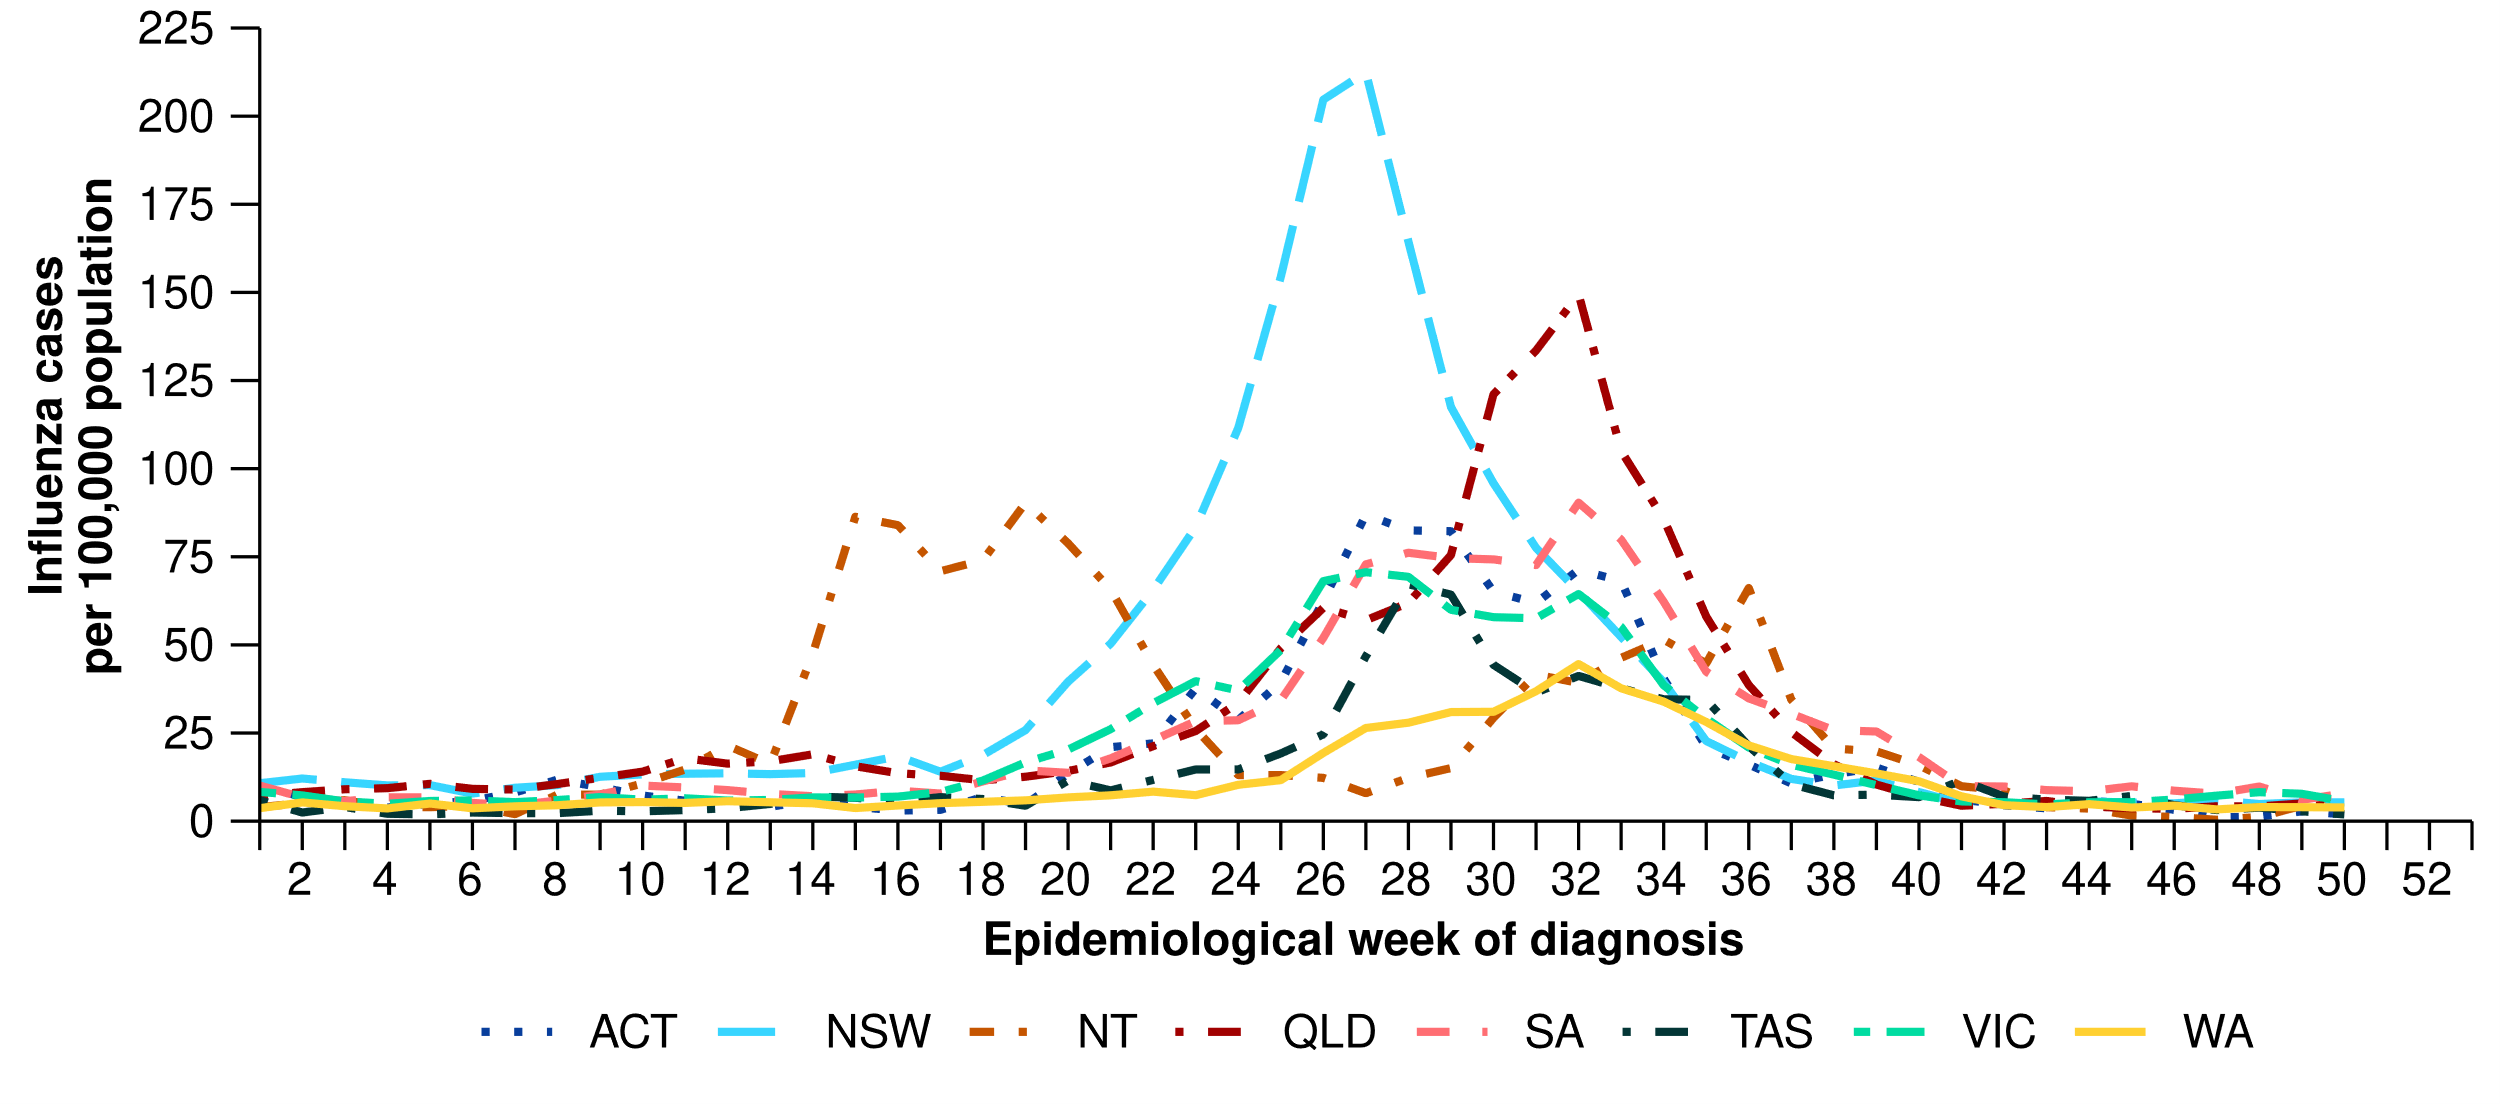 225
200
175
150
125
100
75
50
25
0
Influenza cases
per 100,000 population
2 4 6 8 10 12 14 16 18 20 22 24 26 28 30 32 34 36 38 40 42 44 46 48 50 52
Epidemiological week of diagnosis
ACT NSW NT QLD SA TAS VIC WA